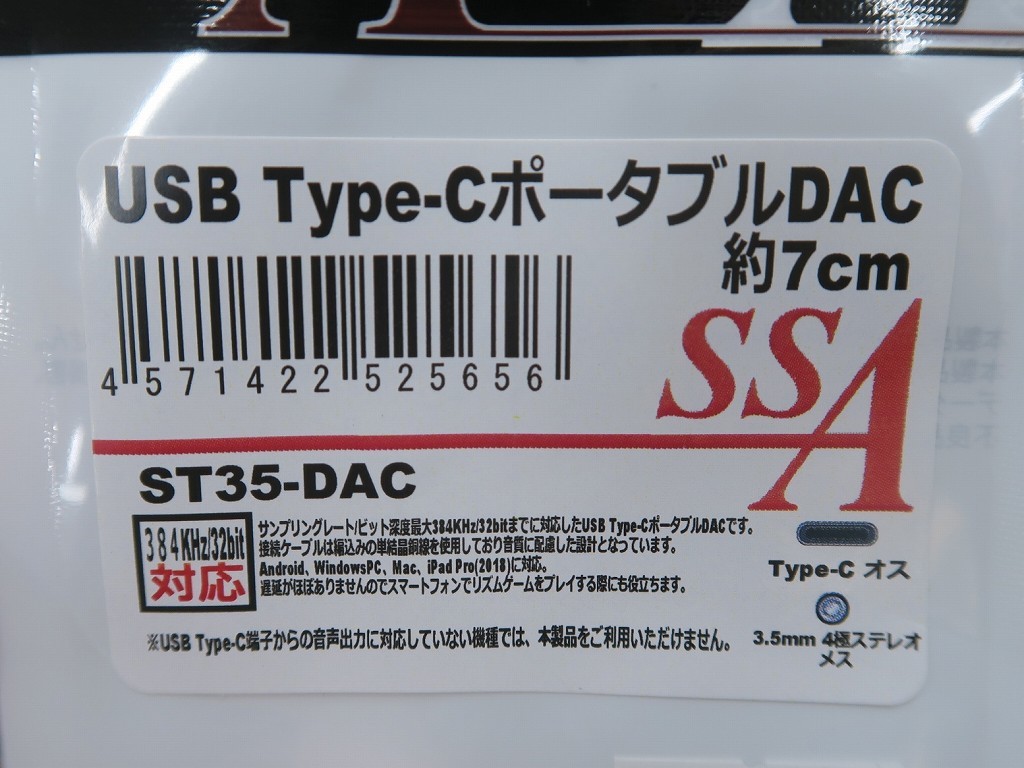 USB Type-CポータブルDAC
約7cm
4571422525656
SSA
ST35-DAC
384KHz/32bit
対応
サンプリングレート/ビット深度最大384KHz/32bitまでに対応したUSB Type-CポータブルDACです。
接続ケーブルは編込みの単結晶銅線を使用しており音質に配慮した設計となっています。
Android、WindowsPC、Mac、iPad Pro(2018)に対応。
遅延がほぼありませんのでスマートフォンでリズムゲームをプレイする際にも役立ちます。
Type-C オス
3.5mm 4極ステレオ
メス
※USB Type-C端子からの音声出力に対応していない機種では、本製品をご利用いただけません。